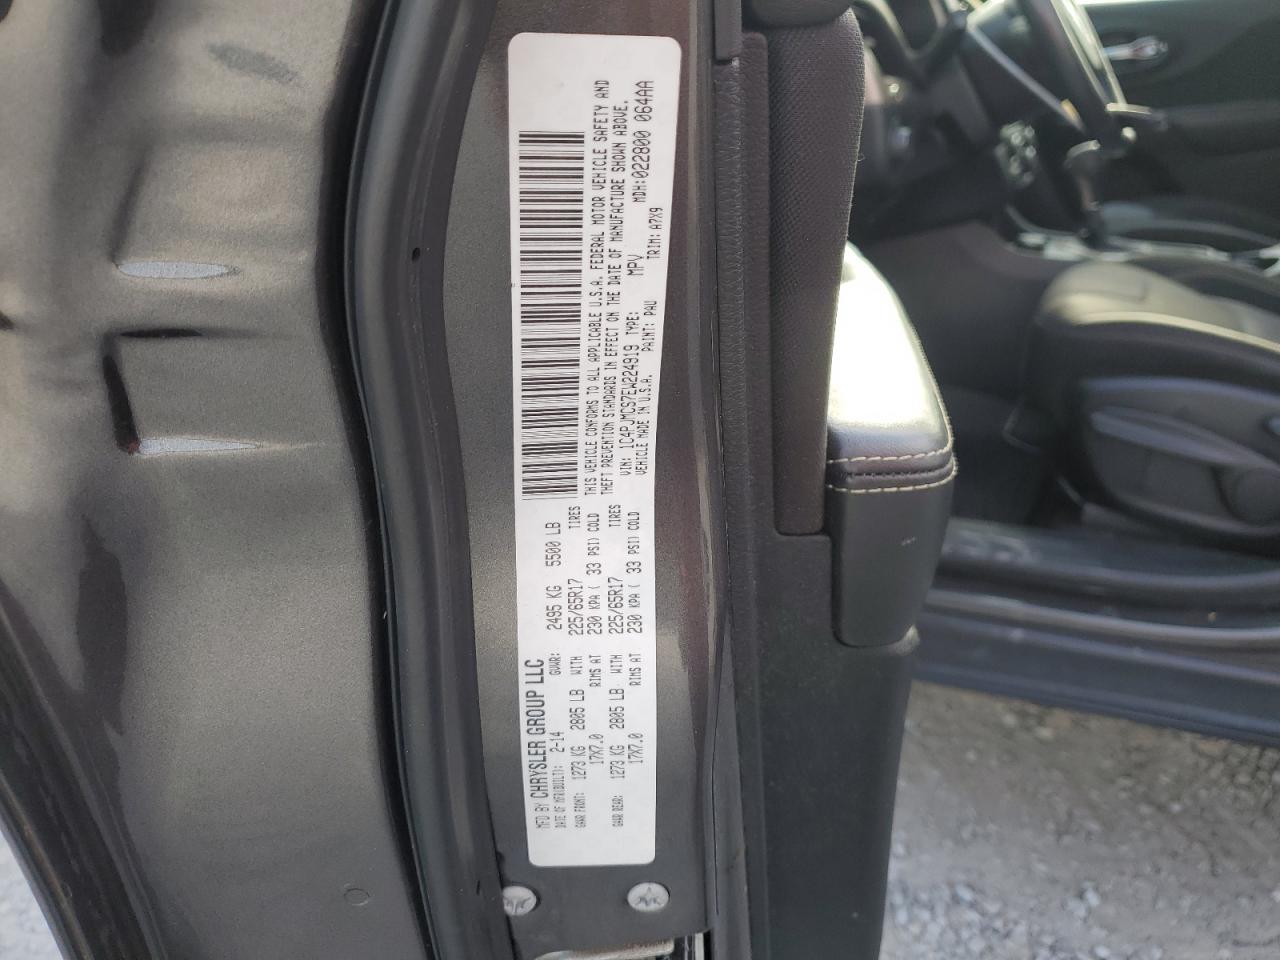 MFD BY CHRYSLER GROUP LLC
DATE OF MFR(BUILT): 2-14 GVWR: 2495 KG 5500 LB
GAWR FRONT: 1273 KG 2805 LB WITH 225/65R17 TIRES
17X7.0 RIMS AT 230 KPA ( 33 PSI) COLD
GAWR REAR: 1273 KG 2805 LB WITH 225/65R17 TIRES
17X7.0 RIMS AT 230 KPA ( 33 PSI) COLD
THIS VEHICLE CONFORMS TO ALL APPLICABLE U.S.A. FEDERAL MOTOR VEHICLE SAFETY AND
THEFT PREVENTION STANDARDS IN EFFECT ON THE DATE OF MANUFACTURE SHOWN ABOVE.
VIN: 1C4PJMCS7EW224919 TYPE: MPV MDH:022800 064AA
VEHICLE MADE IN U.S.A. PAINT: PAU TRIM: A7X9